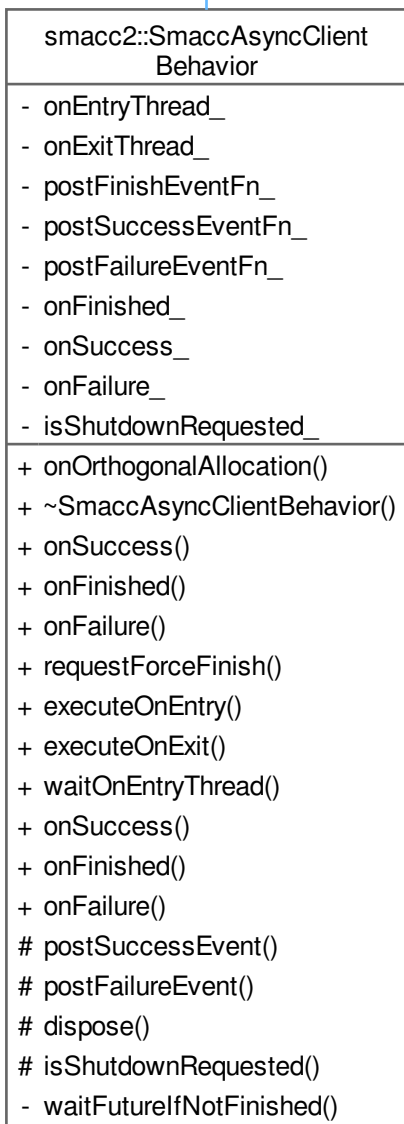 smacc2::SmaccAsyncClient
Behavior
- onEntryThread_
- onExitThread_
- postFinishEventFn_
- postSuccessEventFn_
- postFailureEventFn_
- onFinished_
- onSuccess_
- onFailure_
- isShutdownRequested_
+ onOrthogonalAllocation()
+ ~SmaccAsyncClientBehavior()
+ onSuccess()
+ onFinished()
+ onFailure()
+ requestForceFinish()
+ executeOnEntry()
+ executeOnExit()
+ waitOnEntryThread()
+ onSuccess()
+ onFinished()
+ onFailure()
# postSuccessEvent()
# postFailureEvent()
# dispose()
# isShutdownRequested()
- waitFutureIfNotFinished()